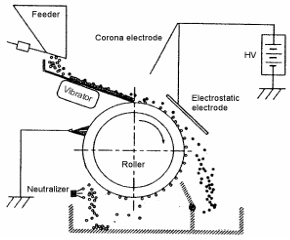 Feeder
Corona electrode
HV
Vibrator
Electrostatic
electrode
Roller
Neutralizer